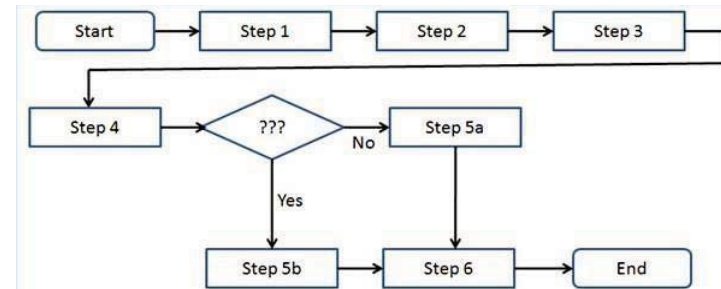 Start
Step 1
Step 2
Step 3
Step 4
???
No
Step 5a
Yes
Step 5b
Step 6
End